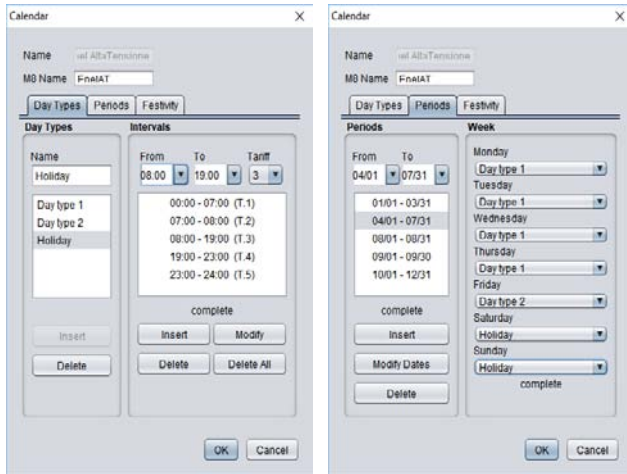 Calendar X
Name nel AltaTensione
M8 Name EnelAT
Day Types Periods Festivity
Day Types
Name
Holiday
Day type 1
Day type 2
Holiday
Insert
Delete
Intervals
From To Tariff
08:00 19:00 3
00:00 - 07:00 (T.1)
07:00 - 08:00 (T.2)
08:00 - 19:00 (T.3)
19:00 - 23:00 (T.4)
23:00 - 24:00 (T.5)
complete
Insert Modify
Delete Delete All
OK Cancel
Calendar X
Name nel AltaTensione
M8 Name EnelAT
Day Types Periods Festivity
Periods
From To
04/01 07/31
01/01 - 03/31
04/01 - 07/31
08/01 - 08/31
09/01 - 09/30
10/01 - 12/31
complete
Insert
Modify Dates
Delete
Week
Monday
Day type 1
Tuesday
Day type 1
Wednesday
Day type 1
Thursday
Day type 1
Friday
Day type 2
Saturday
Holiday
Sunday
Holiday
complete
OK Cancel